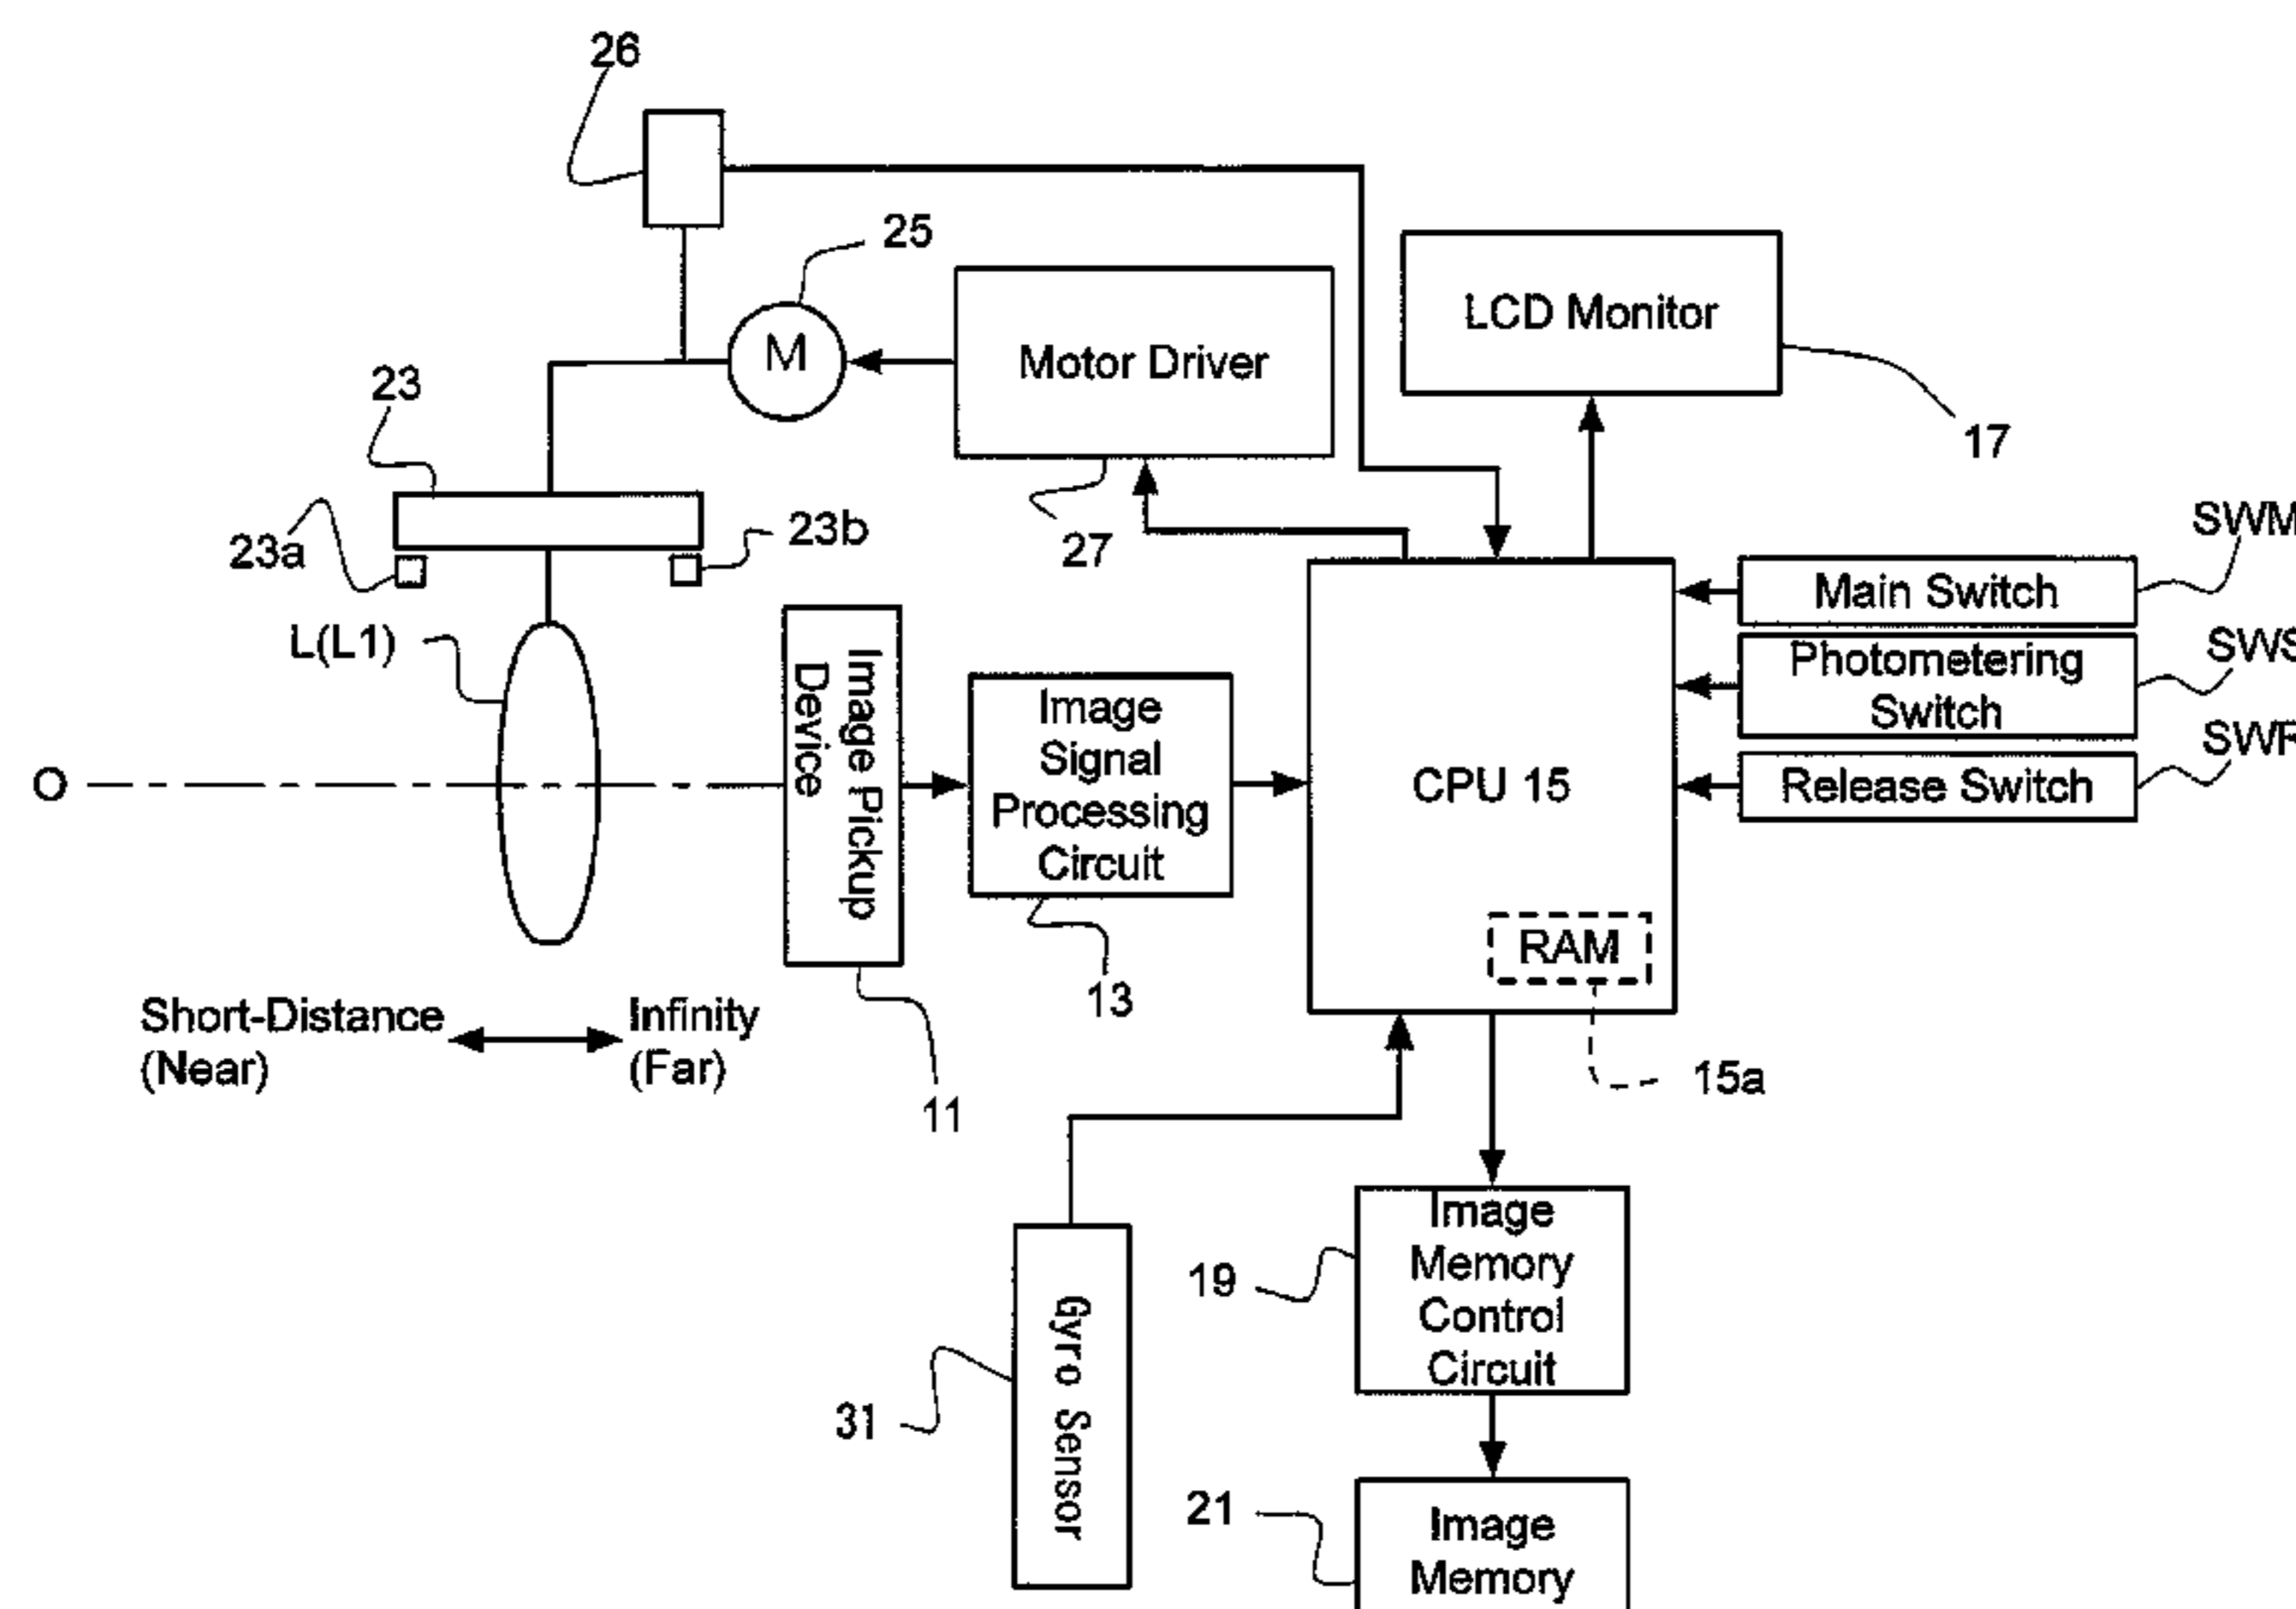 26
25
M
Motor Driver
LCD Monitor
17
23
23a
23b
27
SWM
Main Switch
L(L1)
SWS
Photometering
Switch
SWR
Release Switch
O
Image Pickup
Device
Image
Signal
Processing
Circuit
CPU 15
RAM
13
15a
11
Short-Distance
(Near)
Infinity
(Far)
Image
Memory
Control
Circuit
19
31
Gyro Sensor
21
Image
Memory